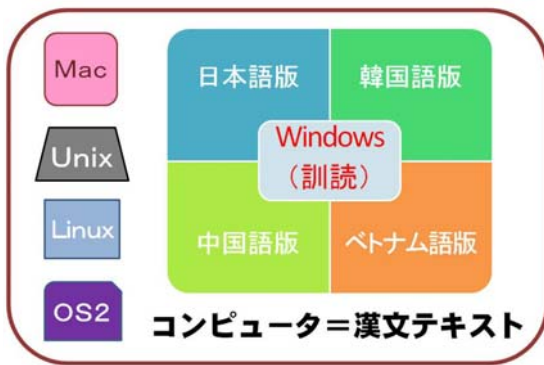 Mac
Unix
Linux
OS2
日本語版
韓国語版
Windows
（訓読）
中国語版
ベトナム語版
コンピュータ＝漢文テキスト